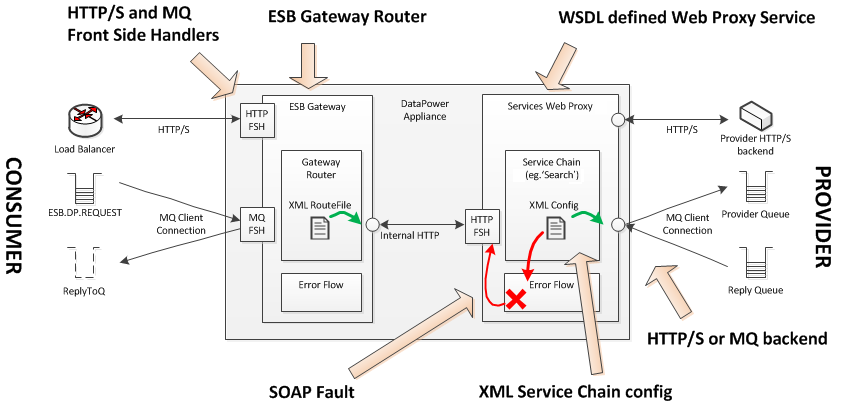 HTTP/S and MQ
Front Side Handlers
ESB Gateway Router
WSDL defined Web Proxy Service
CONSUMER
Load Balancer
HTTP/S
ESB.DP.REQUEST
MQ Client
Connection
ReplyToQ
HTTP
FSH
MQ
FSH
ESB Gateway
Gateway
Router
XML RouteFile
Error Flow
DataPower
Appliance
Internal HTTP
HTTP
FSH
Services Web Proxy
Service Chain
(eg.'Search')
XML Config
Error Flow
HTTP/S
MQ Client
Connection
Provider HTTP/S
backend
Provider Queue
Reply Queue
PROVIDER
SOAP Fault
XML Service Chain config
HTTP/S or MQ backend